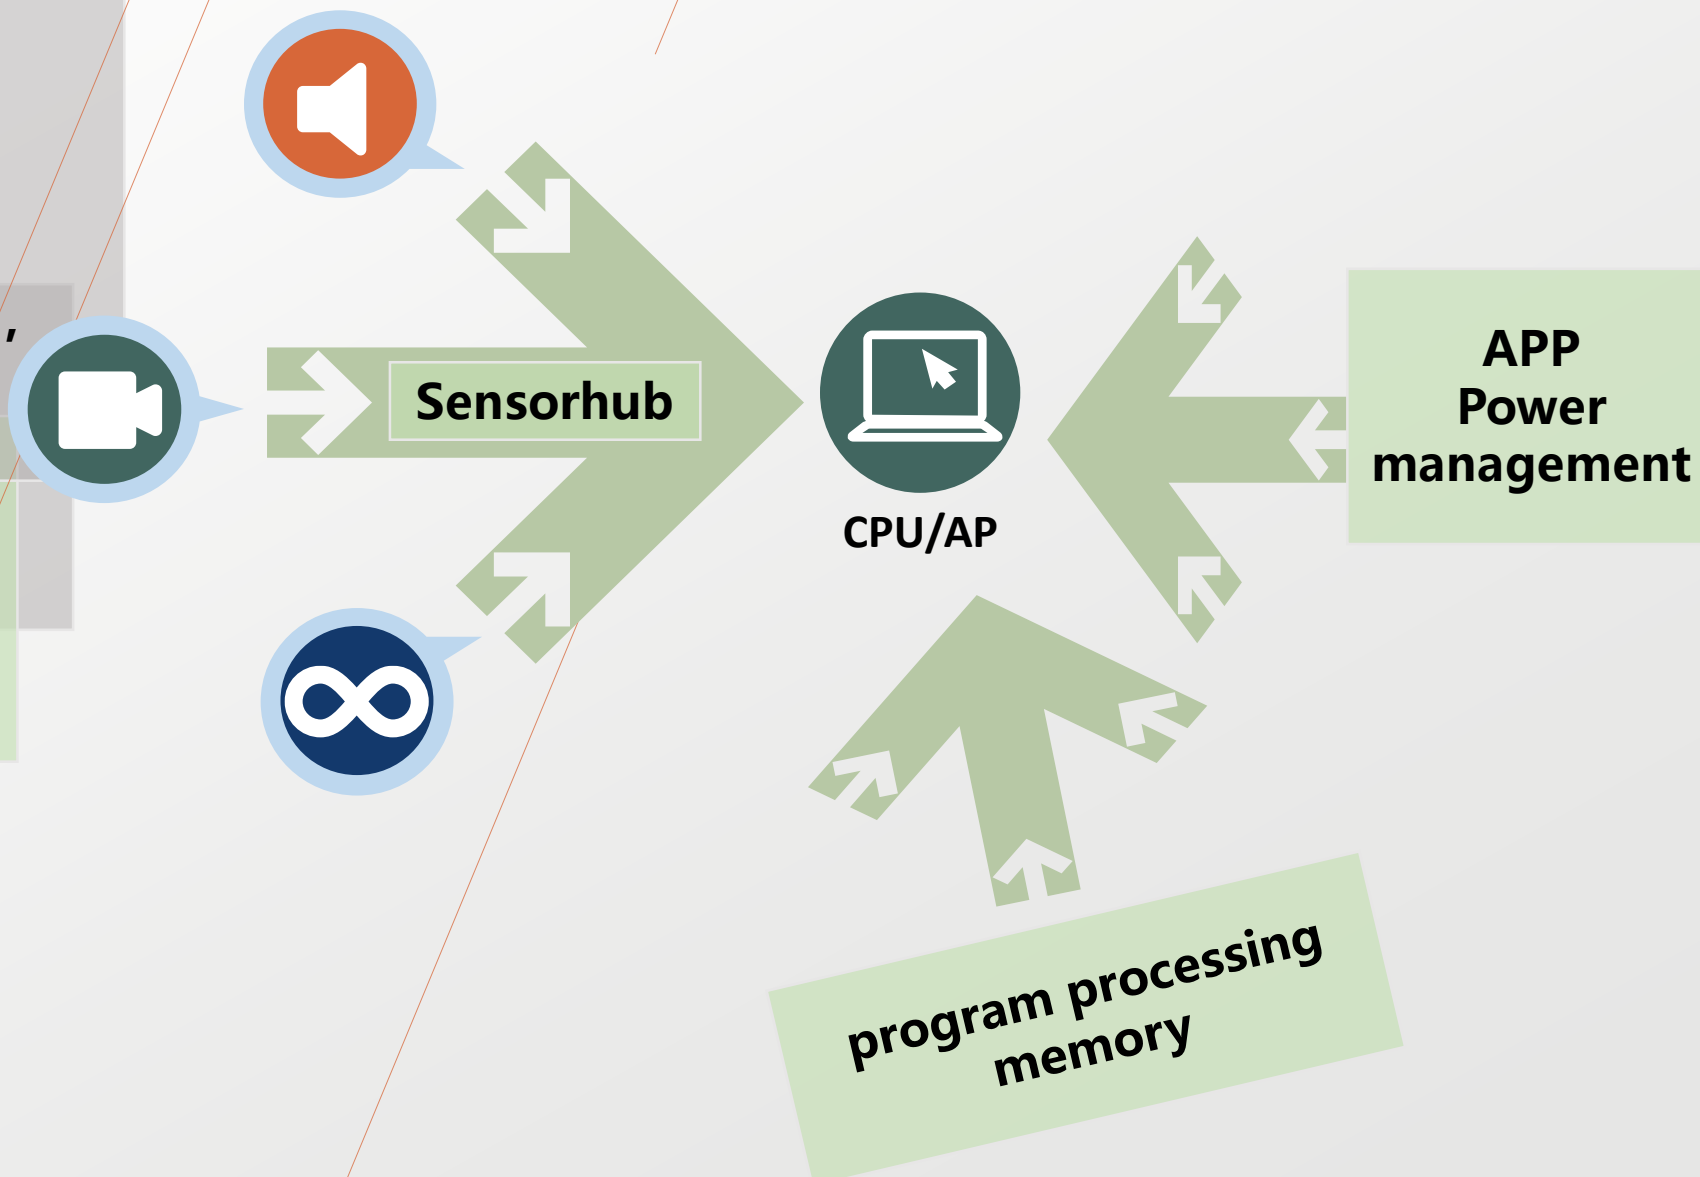 ,
Sensorhub
CPU/AP
APP
Power
management
program processing
memory